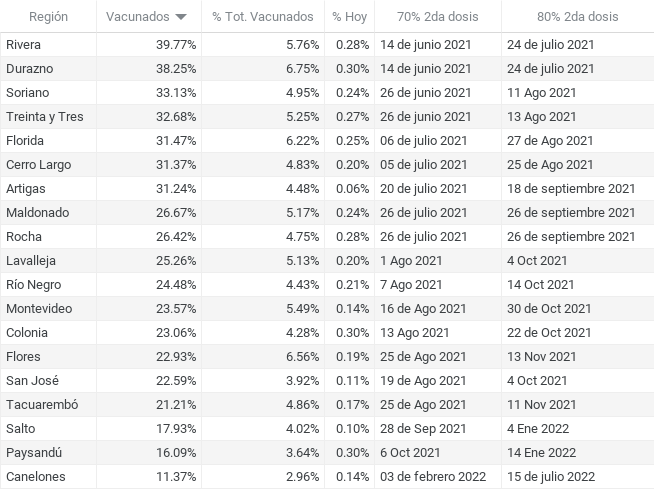 Región Vacunados % Tot. Vacunados % Hoy 70% 2da dosis 80% 2da dosis
Rivera 39.77% 5.76% 0.28% 14 de junio 2021 24 de julio 2021
Durazno 38.25% 6.75% 0.30% 14 de junio 2021 24 de julio 2021
Soriano 33.13% 4.95% 0.24% 26 de junio 2021 11 Ago 2021
Treinta y Tres 32.68% 5.25% 0.27% 26 de junio 2021 13 Ago 2021
Florida 31.47% 6.22% 0.25% 06 de julio 2021 27 de Ago 2021
Cerro Largo 31.37% 4.83% 0.20% 05 de julio 2021 25 de Ago 2021
Artigas 31.24% 4.48% 0.06% 20 de julio 2021 18 de septiembre 2021
Maldonado 26.67% 5.17% 0.24% 26 de julio 2021 26 de septiembre 2021
Rocha 26.42% 4.75% 0.28% 26 de julio 2021 26 de septiembre 2021
Lavalleja 25.26% 5.13% 0.20% 1 Ago 2021 4 Oct 2021
Río Negro 24.48% 4.43% 0.21% 7 Ago 2021 14 Oct 2021
Montevideo 23.57% 5.49% 0.14% 16 de Ago 2021 30 de Oct 2021
Colonia 23.06% 4.28% 0.30% 13 Ago 2021 22 de Oct 2021
Flores 22.93% 6.56% 0.19% 25 de Ago 2021 13 Nov 2021
San José 22.59% 3.92% 0.11% 19 de Ago 2021 4 Oct 2021
Tacuarembó 21.21% 4.86% 0.17% 25 de Ago 2021 11 Nov 2021
Salto 17.93% 4.02% 0.10% 28 de Sep 2021 4 Ene 2022
Paysandú 16.09% 3.64% 0.30% 6 Oct 2021 14 Ene 2022
Canelones 11.37% 2.96% 0.14% 03 de febrero 2022 15 de julio 2022